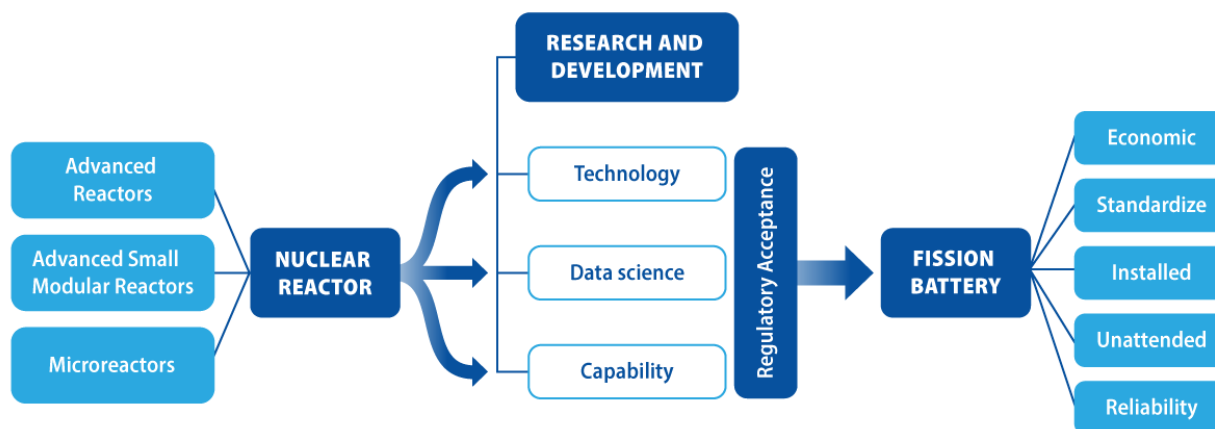 Advanced
Reactors
Advanced Small
Modular Reactors
Microreactors
NUCLEAR
REACTOR
RESEARCH AND
DEVELOPMENT
Technology
Data science
Capability
Regulatory Acceptance
FISSION
BATTERY
Economic
Standardize
Installed
Unattended
Reliability